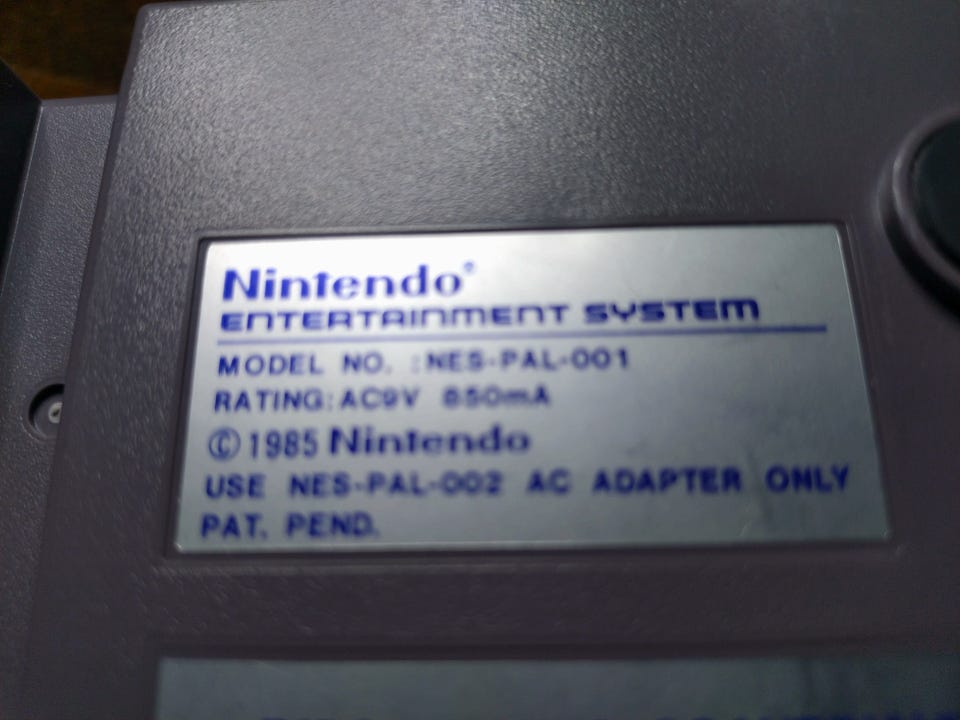 Nintendo®
ENTERTAINMENT SYSTEM
MODEL NO. :NES-PAL-001
RATING:AC9V 850mA
©1985 Nintendo
USE NES-PAL-002 AC ADAPTER ONLY
PAT. PEND.